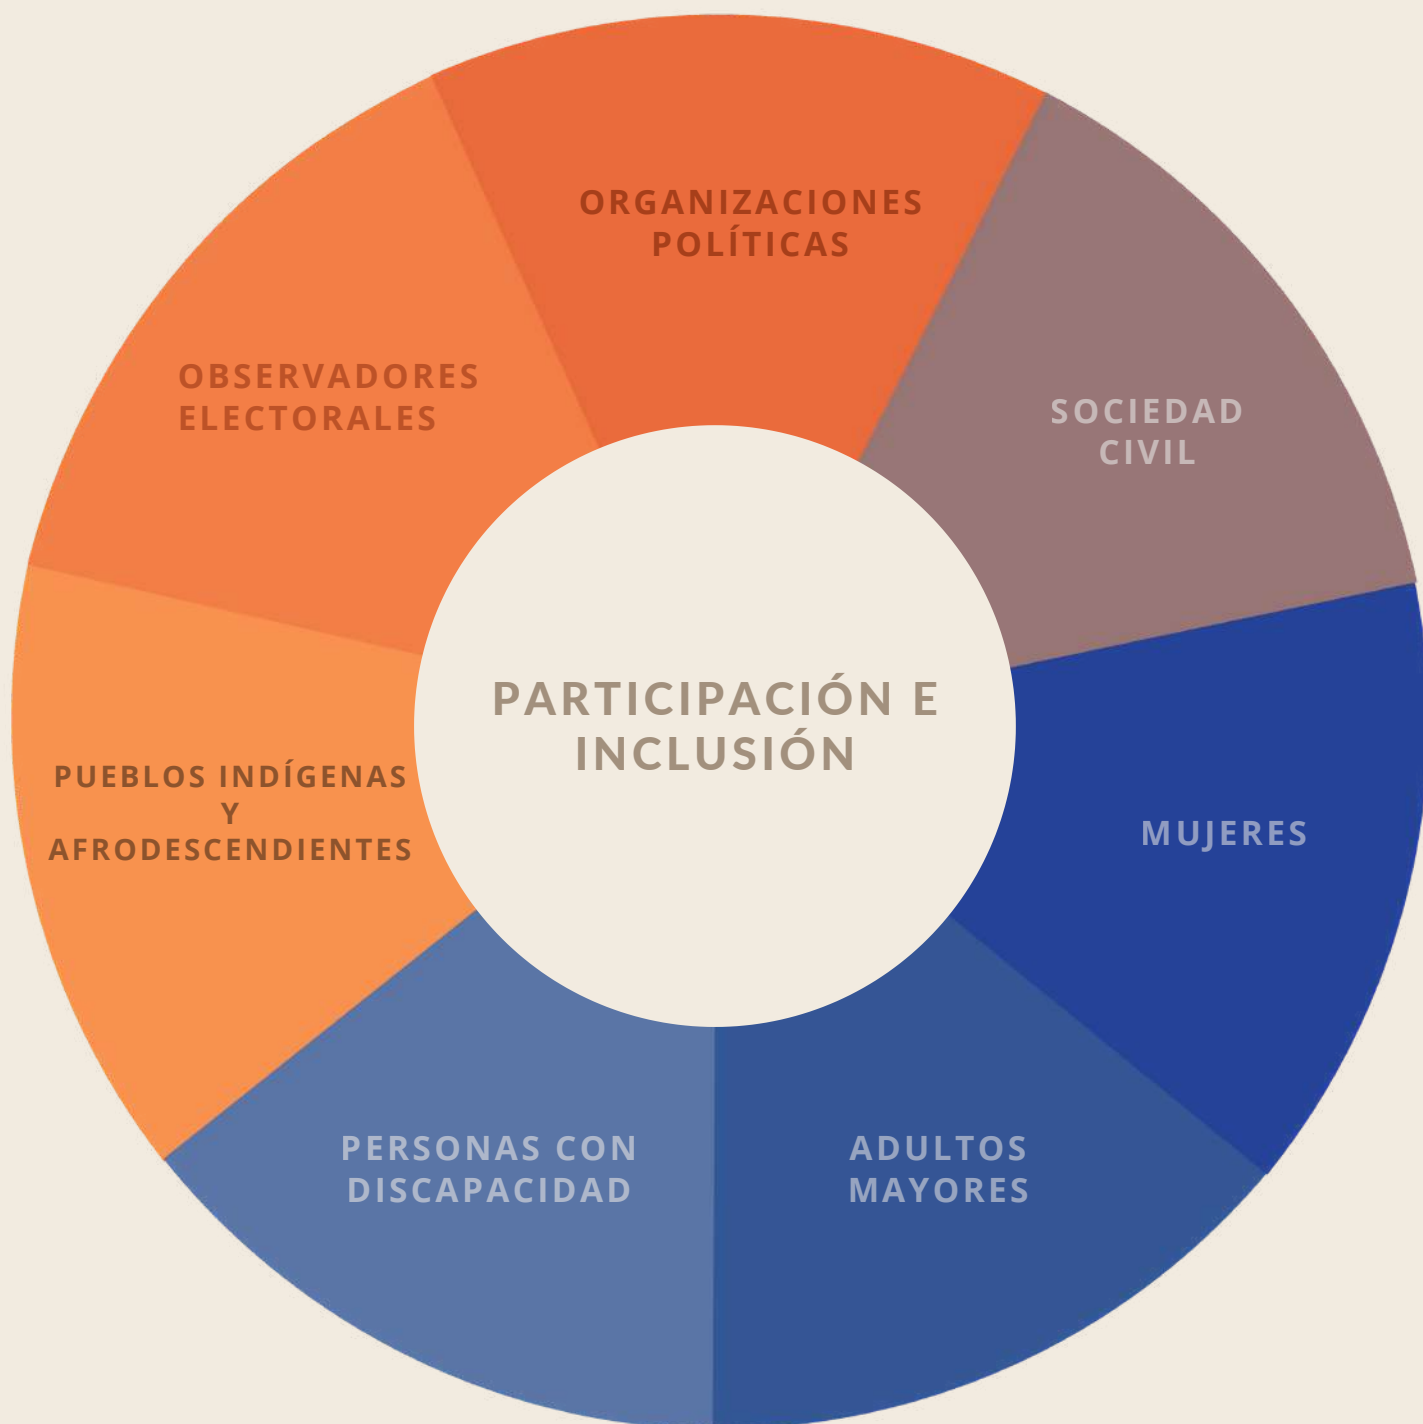 ORGANIZACIONES
POLÍTICAS
OBSERVADORES
ELECTORALES
SOCIEDAD
CIVIL
PARTICIPACIÓN E
INCLUSIÓN
PUEBLOS INDÍGENAS
Y
AFRODESCENDIENTES
MUJERES
PERSONAS CON
DISCAPACIDAD
ADULTOS
MAYORES